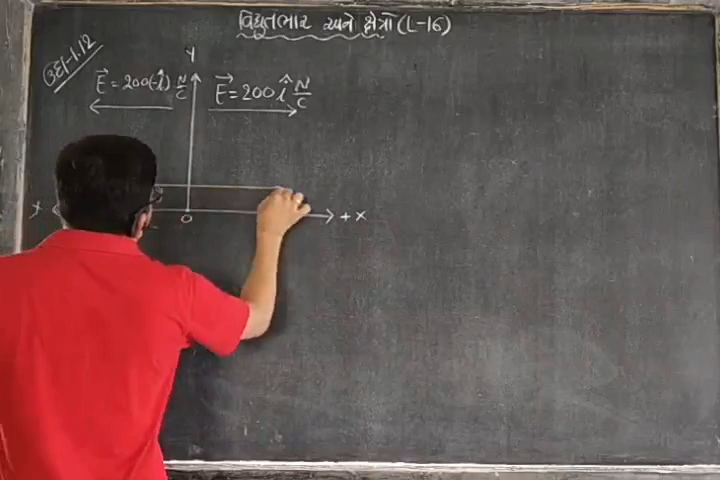 વિદ્યુતભાર અને ક્ષેત્રો (L-16)
ઉદા-1.12
Y
E⃗ = 200(-î) N/C
E⃗ = 200 î N/C
X
O
+ X